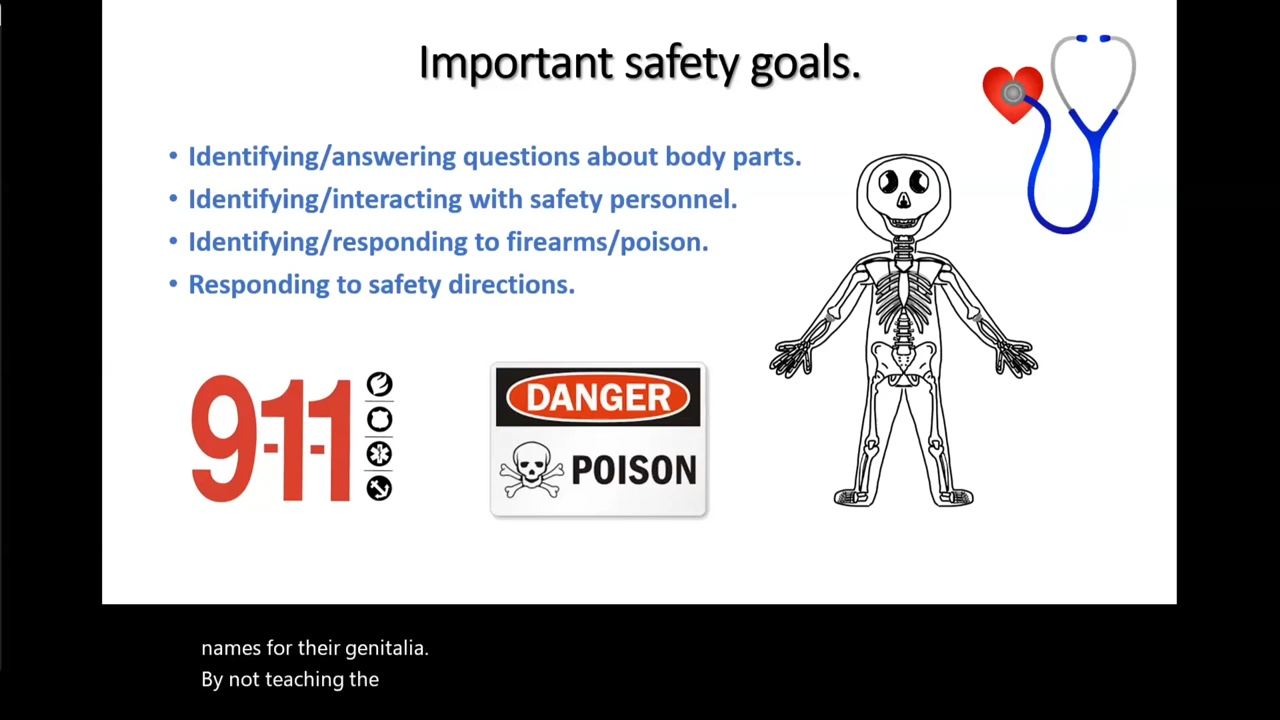 Important safety goals.
• Identifying/answering questions about body parts.
• Identifying/interacting with safety personnel.
• Identifying/responding to firearms/poison.
• Responding to safety directions.
9-1-1
DANGER
POISON
names for their genitalia.
By not teaching the